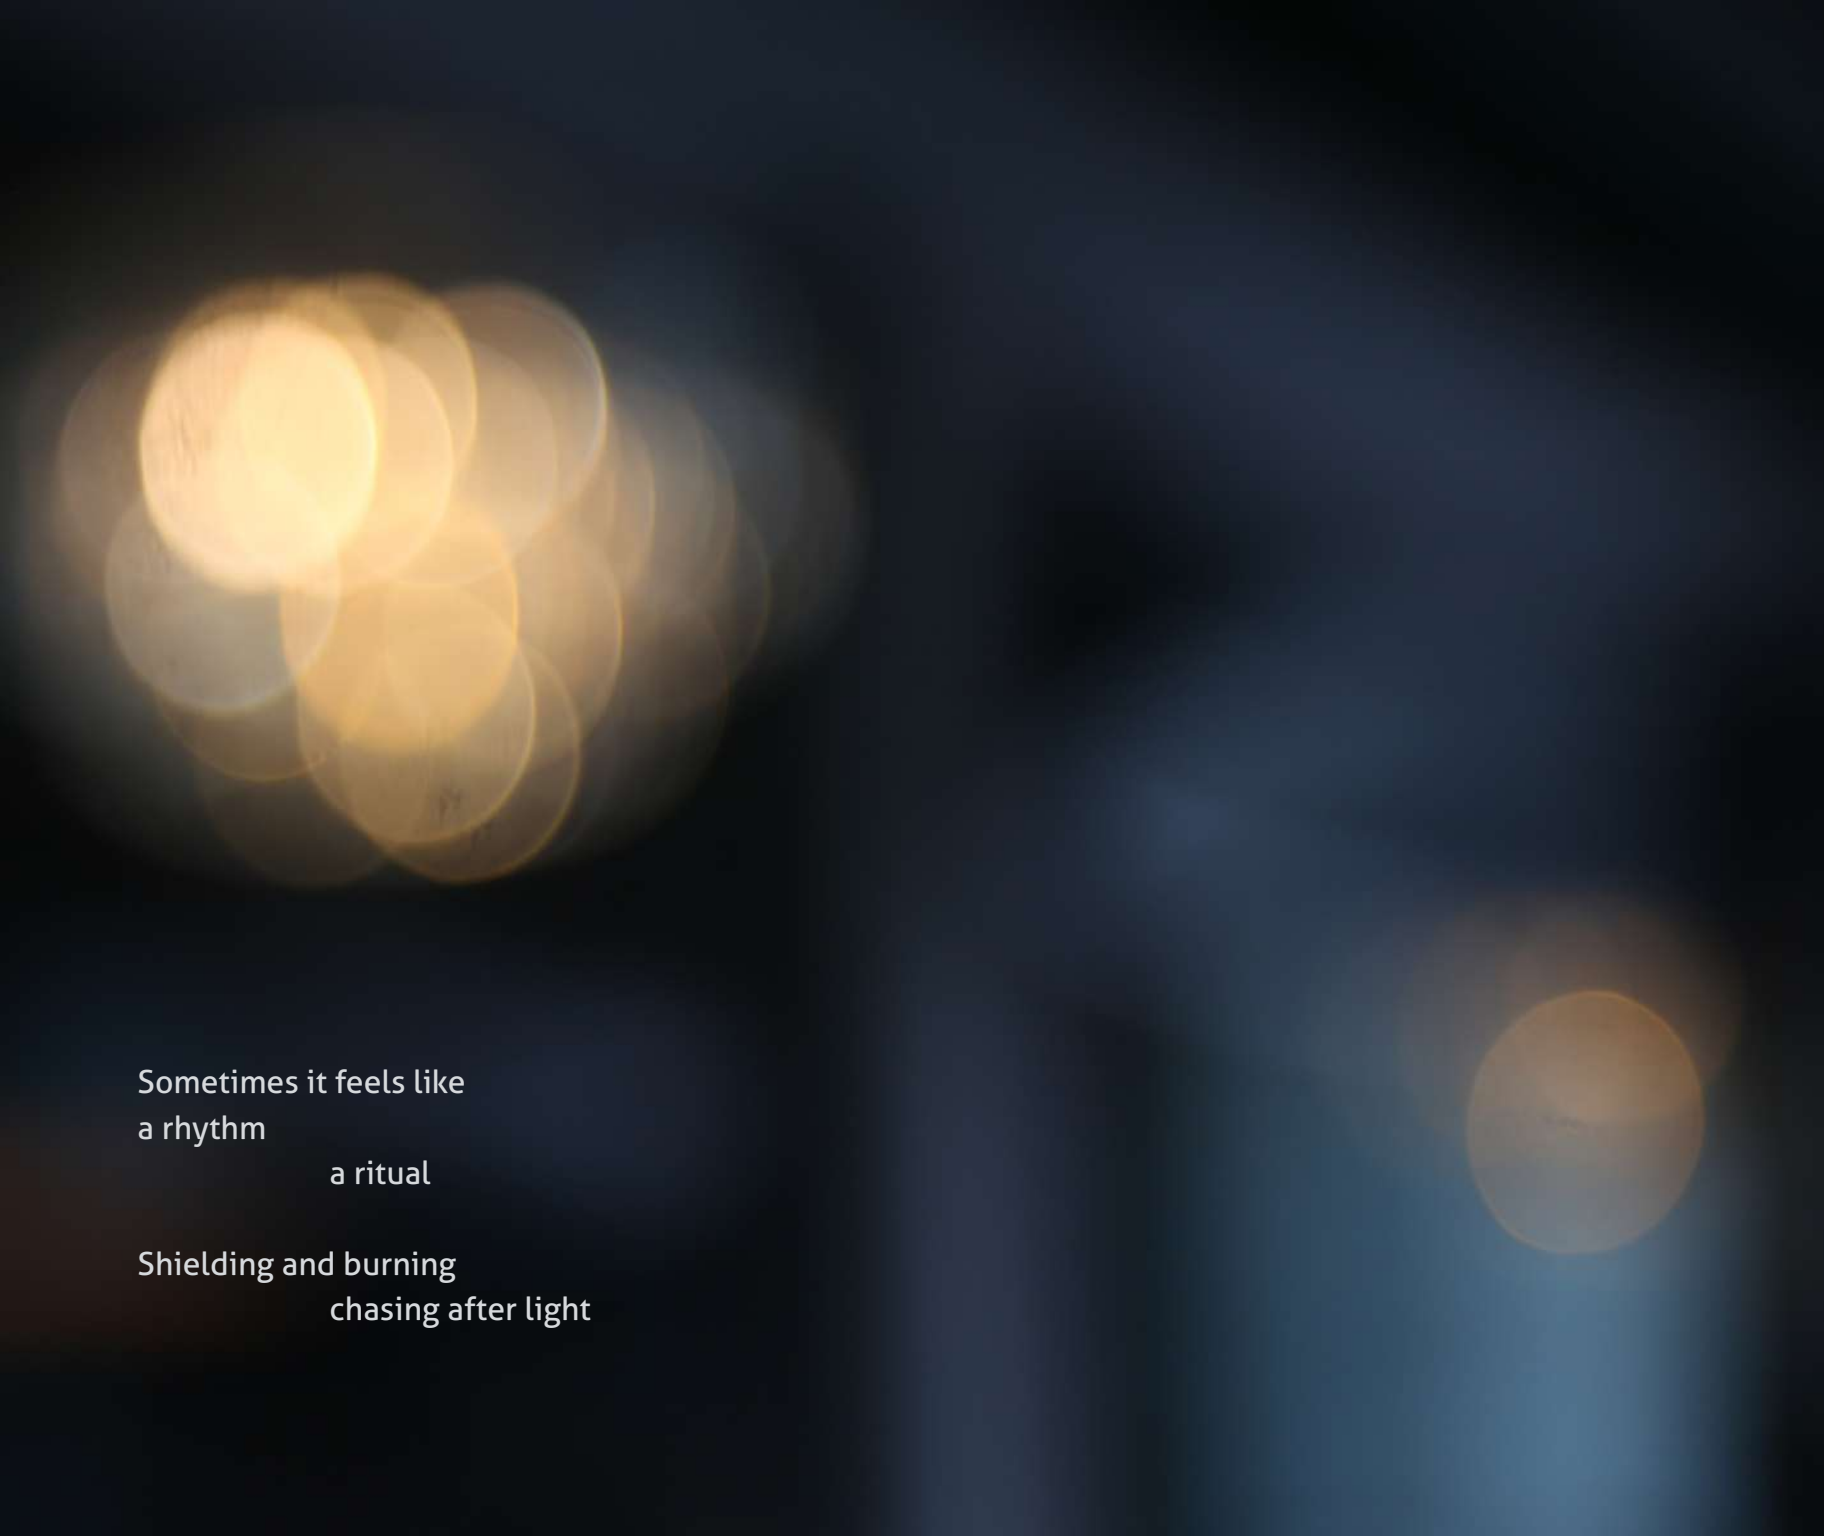 Sometimes it feels like
a rhythm
a ritual
Shielding and burning
chasing after light